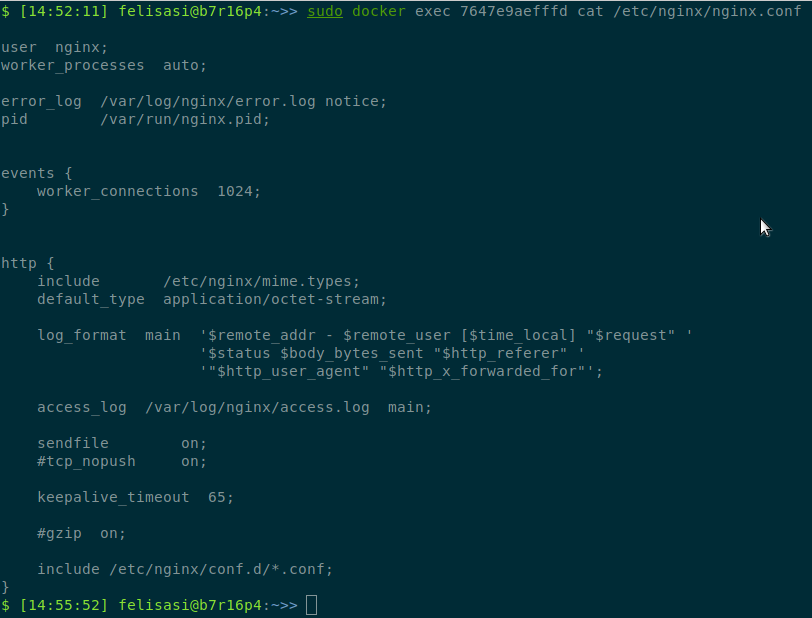 $ [14:52:11] felisasi@b7r16p4:~>> sudo docker exec 7647e9aefffd cat /etc/nginx/nginx.conf

user  nginx;
worker_processes  auto;

error_log  /var/log/nginx/error.log notice;
pid        /var/run/nginx.pid;


events {
    worker_connections  1024;
}


http {
    include       /etc/nginx/mime.types;
    default_type  application/octet-stream;

    log_format  main  '$remote_addr - $remote_user [$time_local] "$request" '
                      '$status $body_bytes_sent "$http_referer" '
                      '"$http_user_agent" "$http_x_forwarded_for"';

    access_log  /var/log/nginx/access.log  main;

    sendfile        on;
    #tcp_nopush     on;

    keepalive_timeout  65;

    #gzip  on;

    include /etc/nginx/conf.d/*.conf;
}
$ [14:55:52] felisasi@b7r16p4:~>>